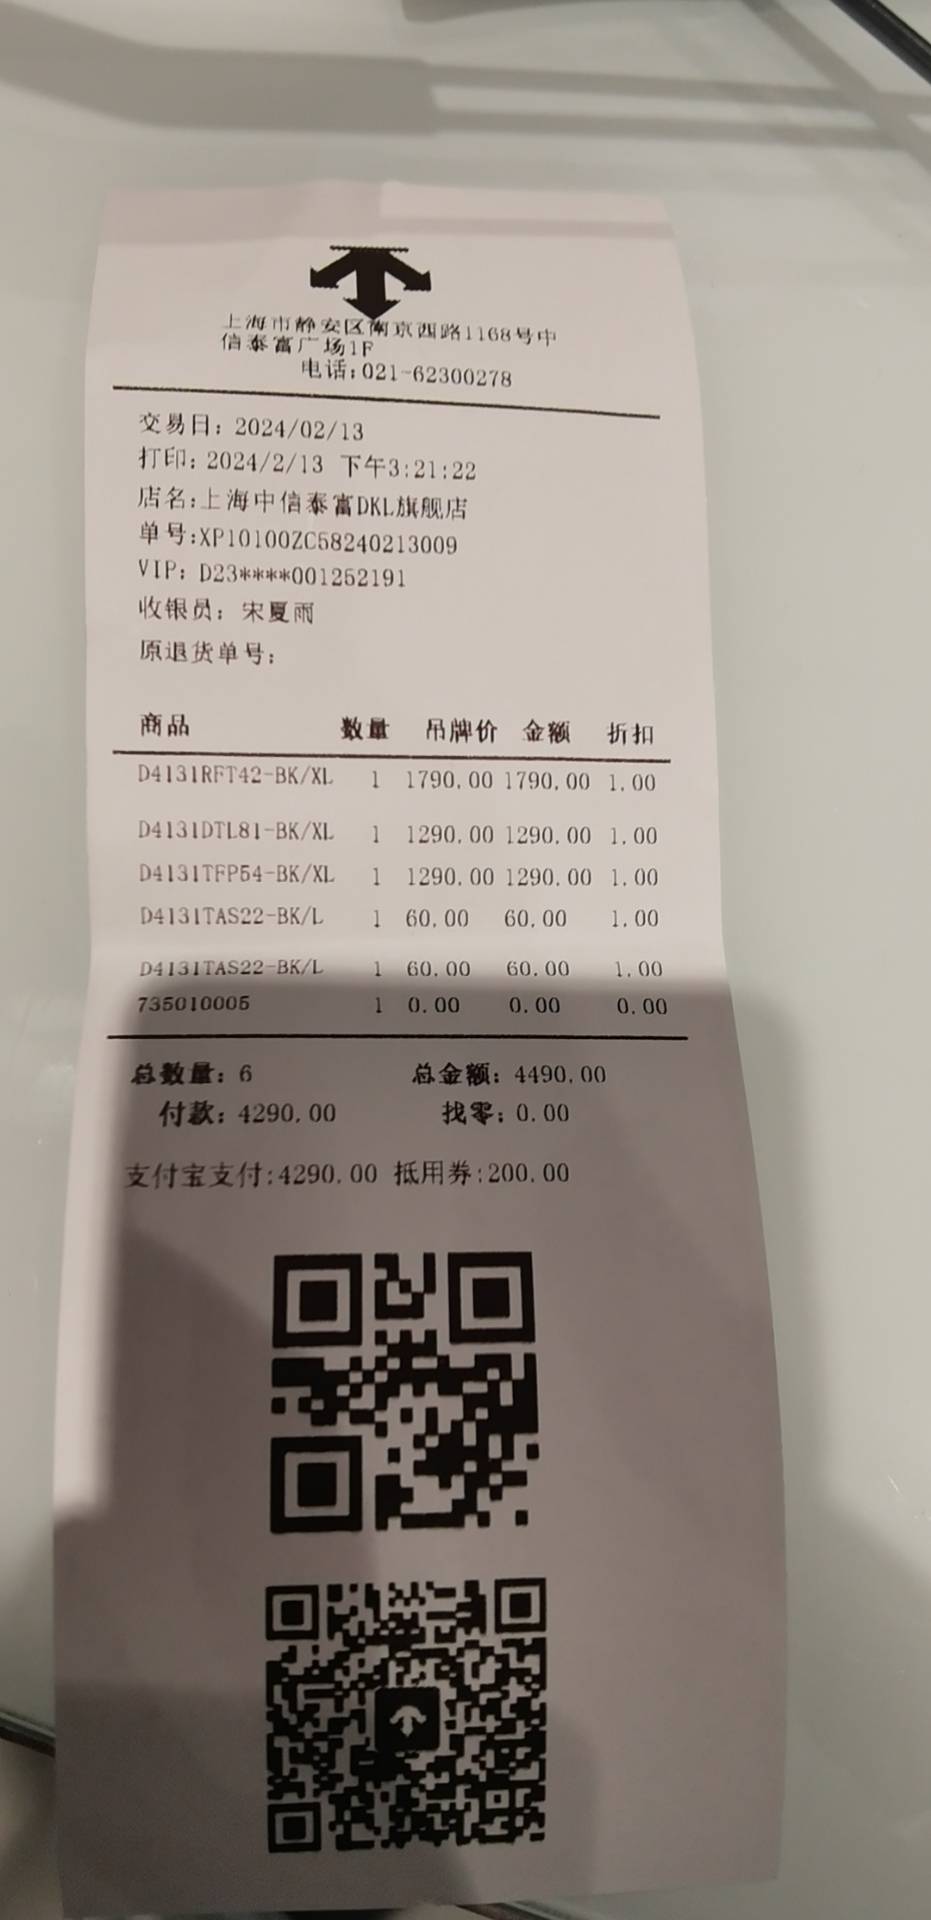 上海市静安区南京西路1168号中
信泰富广场1F
电话:021-62300278
交易日: 2024/02/13
打印: 2024/2/13 下午3:21:22
店名:上海中信泰富DKL旗舰店
单号:XP10100ZC58240213009
VIP: D23****001252191
收银员: 宋夏雨
原退货单号:
商品 数量 吊牌价 金额 折扣
D4131RFT42-BK/XL 1 1790.00 1790.00 1.00
D4131DTL81-BK/XL 1 1290.00 1290.00 1.00
D4131TFP54-BK/XL 1 1290.00 1290.00 1.00
D4131TAS22-BK/L 1 60.00 60.00 1.00
D4131TAS22-BK/L 1 60.00 60.00 1.00
735010005 1 0.00 0.00 0.00
总数量: 6 总金额: 4490.00
付款: 4290.00 找零: 0.00
支付宝支付:4290.00 抵用券:200.00